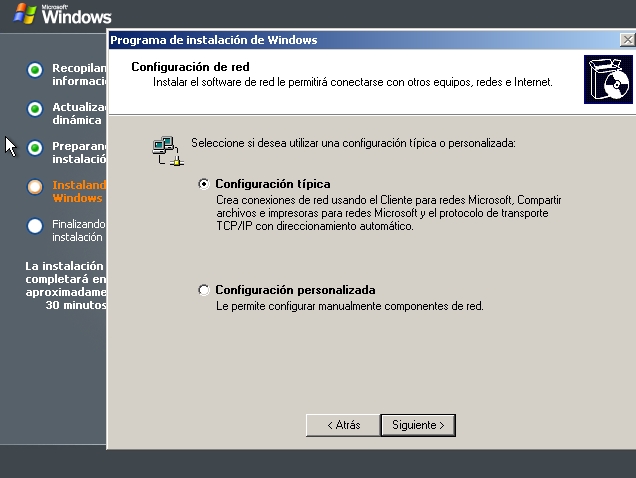 Microsoft
Windows
Programa de instalación de Windows
Configuración de red
Instalar el software de red le permitirá conectarse con otros equipos, redes e Internet.
Recopilan
informaci
Actualiza
dinámica
Preparan
instalació
Instaland
Windows
Finalizando
instalación
La instalación
completará en
aproximadame
30 minutos
Seleccione si desea utilizar una configuración típica o personalizada:
Configuración típica
Crea conexiones de red usando el Cliente para redes Microsoft, Compartir
archivos e impresoras para redes Microsoft y el protocolo de transporte
TCP/IP con direccionamiento automático.
Configuración personalizada
Le permite configurar manualmente componentes de red.
< Atrás
Siguiente >